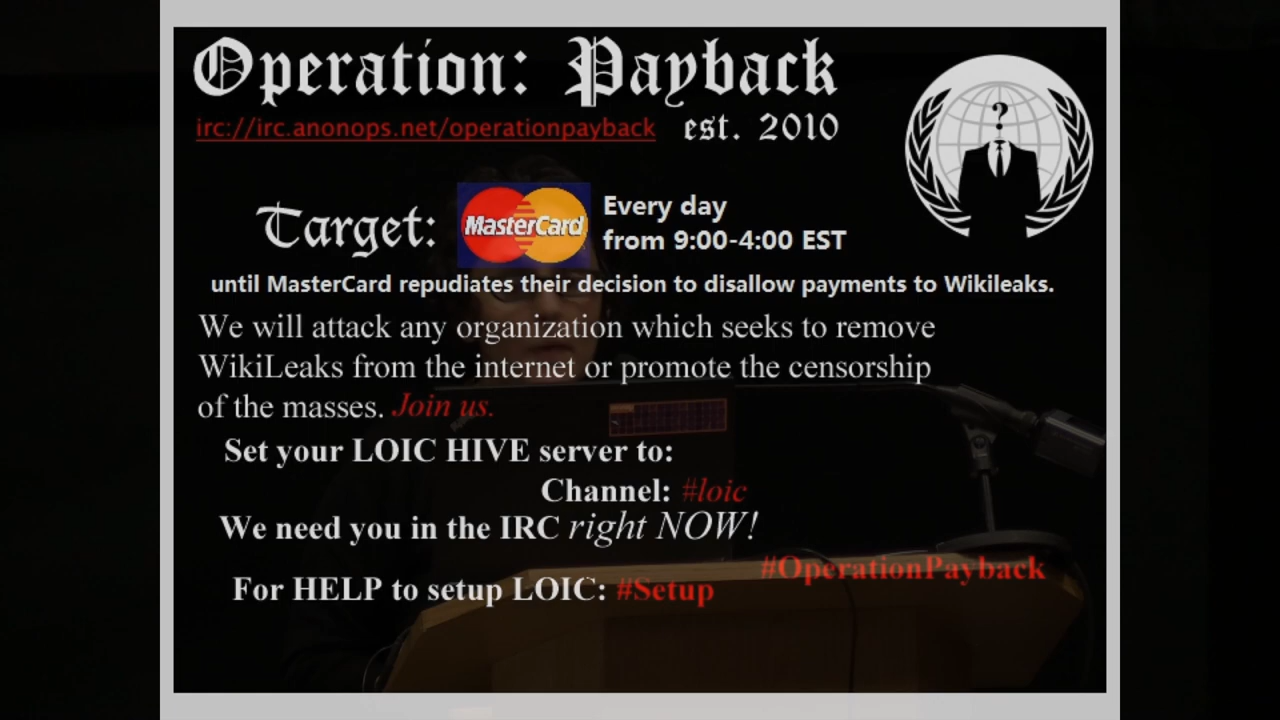 Operation: Payback
irc://irc.anonops.net/operationpayback est. 2010
?
Target: MasterCard Every day
from 9:00-4:00 EST
until MasterCard repudiates their decision to disallow payments to Wikileaks.
We will attack any organization which seeks to remove
WikiLeaks from the internet or promote the censorship
of the masses. Join us.
Set your LOIC HIVE server to:
Channel: #loic
We need you in the IRC right NOW!
#OperationPayback
For HELP to setup LOIC: #Setup